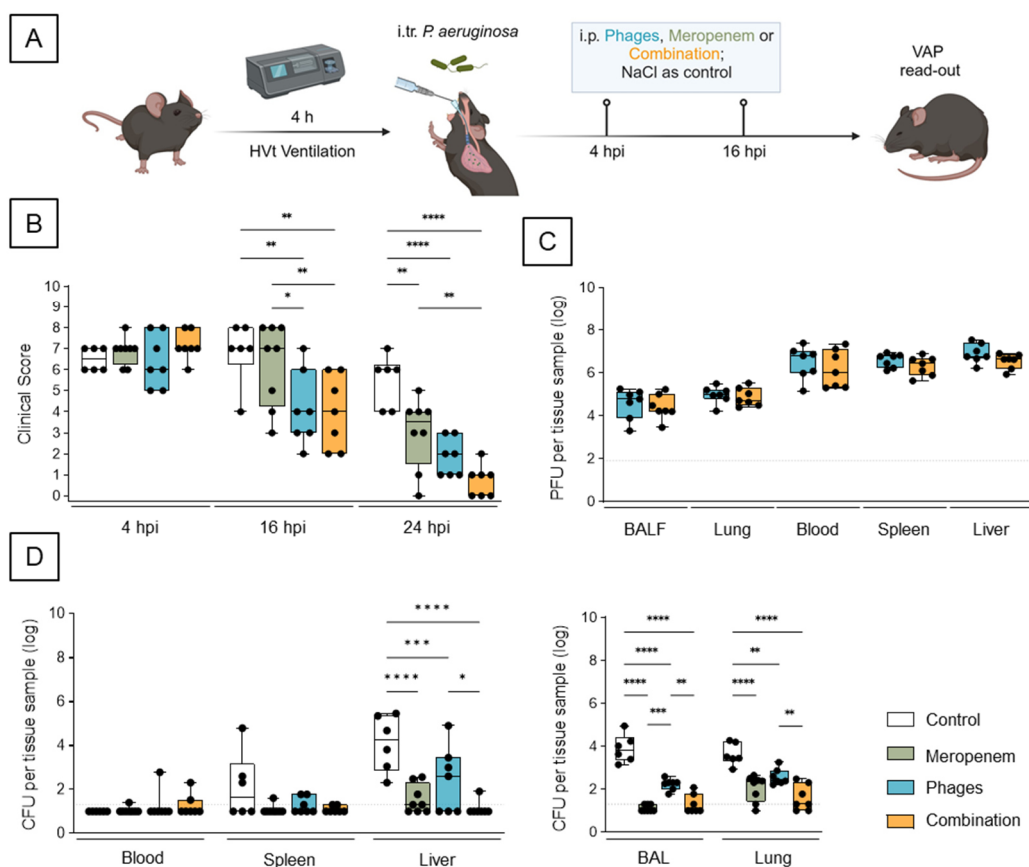 A
i.tr. P. aeruginosa
4 h
HVt Ventilation
i.p. Phages, Meropenem or
Combination;
NaCl as control
4 hpi
16 hpi
VAP
read-out
B
Clinical Score
10
9
8
7
6
5
4
3
2
1
0
**
**
**
*
****
****
**
**
4 hpi
16 hpi
24 hpi
C
PFU per tissue sample (log)
10
8
6
4
2
0
BALF
Lung
Blood
Spleen
Liver
D
CFU per tissue sample (log)
10
8
6
4
2
0
****
***
****
*
Blood
Spleen
Liver
CFU per tissue sample (log)
10
8
6
4
2
0
****
****
****
**
***
****
**
****
**
BAL
Lung
Control
Meropenem
Phages
Combination